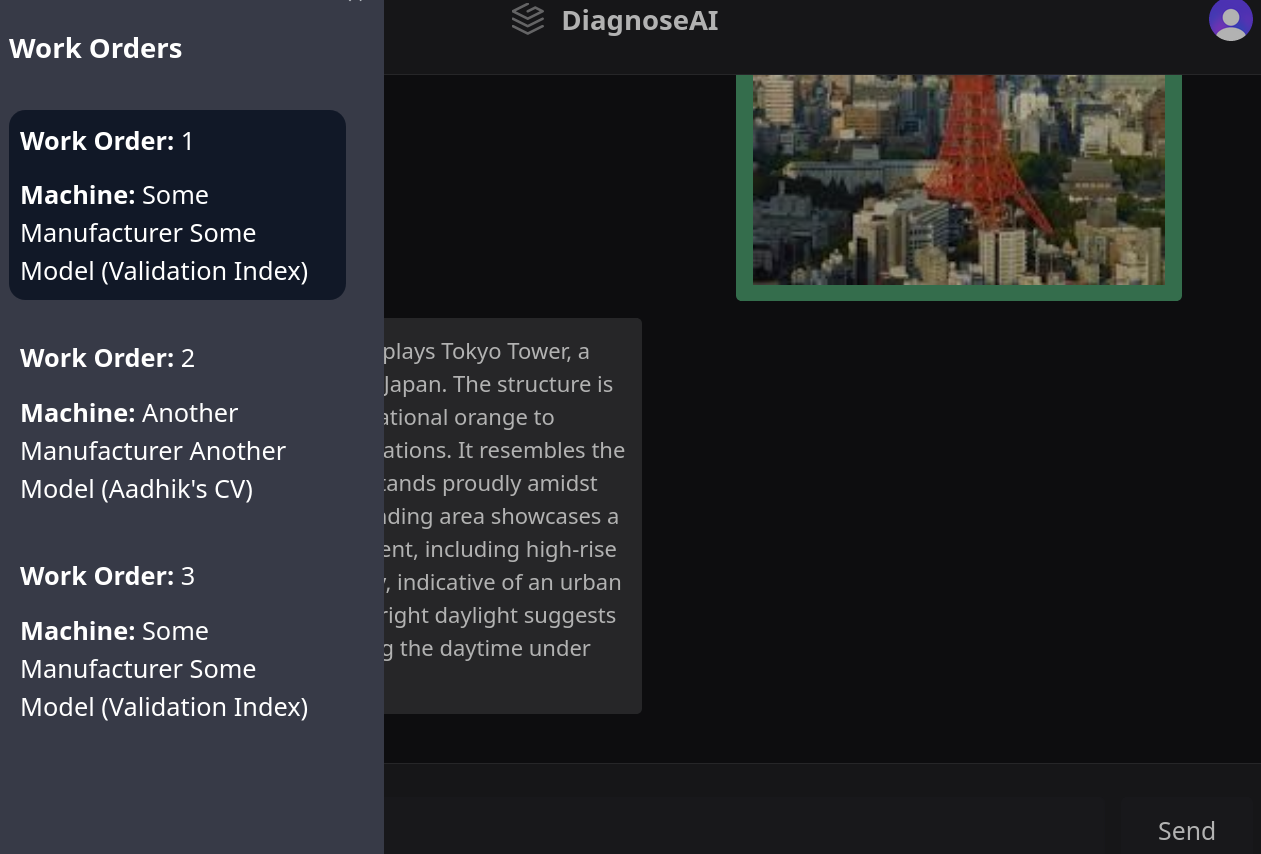 DiagnoseAI
Work Orders
Work Order: 1
Machine: Some
Manufacturer Some
Model (Validation Index)
Work Order: 2
Machine: Another
Manufacturer Another
Model (Aadhik's CV)
Work Order: 3
Machine: Some
Manufacturer Some
Model (Validation Index)
plays Tokyo Tower, a
Japan. The structure is
ational orange to
ations. It resembles the
tands proudly amidst
nding area showcases a
ent, including high-rise
, indicative of an urban
right daylight suggests
g the daytime under
Send